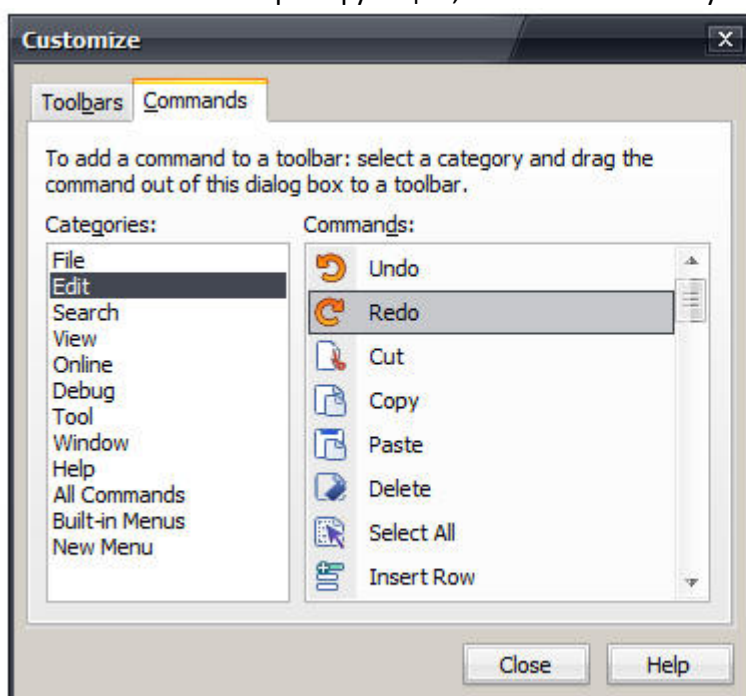 Customize
Toolbars Commands
To add a command to a toolbar: select a category and drag the
command out of this dialog box to a toolbar.
Categories:
File
Edit
Search
View
Online
Debug
Tool
Window
Help
All Commands
Built-in Menus
New Menu
Commands:
Undo
Redo
Cut
Copy
Paste
Delete
Select All
Insert Row
Close Help